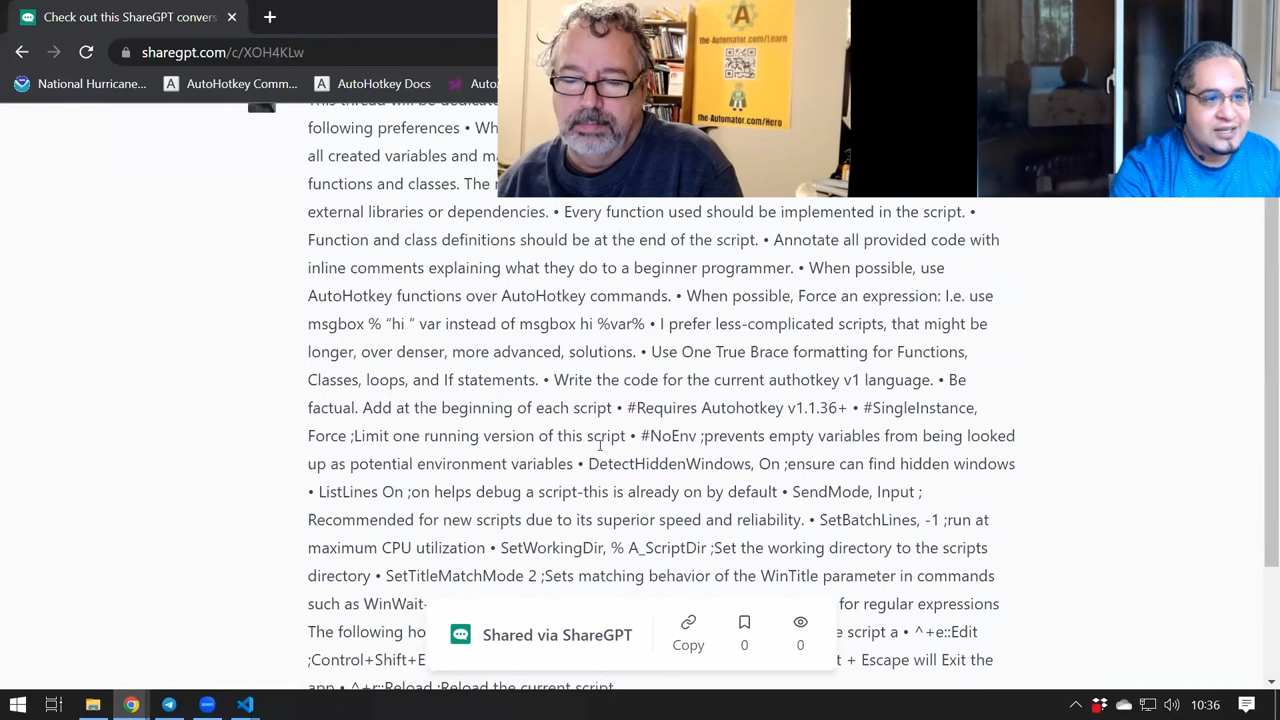 Check out this ShareGPT convers
sharegpt.com/c/XOH4KLw
National Hurricane...
AutoHotkey Comm...
AutoHotkey Docs
the-Automator.com/Learn
the-Automator.com/Hero
This thread will be dedicate
following preferences • Wh
all created variables and ma
functions and classes. The
external libraries or dependencies. • Every function used should be implemented in the script. •
Function and class definitions should be at the end of the script. • Annotate all provided code with
inline comments explaining what they do to a beginner programmer. • When possible, use
AutoHotkey functions over AutoHotkey commands. • When possible, Force an expression: I.e. use
msgbox % “hi ” var instead of msgbox hi %var% • I prefer less-complicated scripts, that might be
longer, over denser, more advanced, solutions. • Use One True Brace formatting for Functions,
Classes, loops, and If statements. • Write the code for the current authotkey v1 language. • Be
factual. Add at the beginning of each script • #Requires Autohotkey v1.1.36+ • #SingleInstance,
Force ;Limit one running version of this script • #NoEnv ;prevents empty variables from being looked
up as potential environment variables • DetectHiddenWindows, On ;ensure can find hidden windows
• ListLines On ;on helps debug a script-this is already on by default • SendMode, Input ;
Recommended for new scripts due to its superior speed and reliability. • SetBatchLines, -1 ;run at
maximum CPU utilization • SetWorkingDir, % A_ScriptDir ;Set the working directory to the scripts
directory • SetTitleMatchMode 2 ;Sets matching behavior of the WinTitle parameter in commands
such as WinWait- for regular expressions
The following ho e script a • ^+e::Edit
;Control+Shift+E t + Escape will Exit the
app • ^+r::Reload ;Reload the current script
Shared via ShareGPT
Copy
0
0
10:36